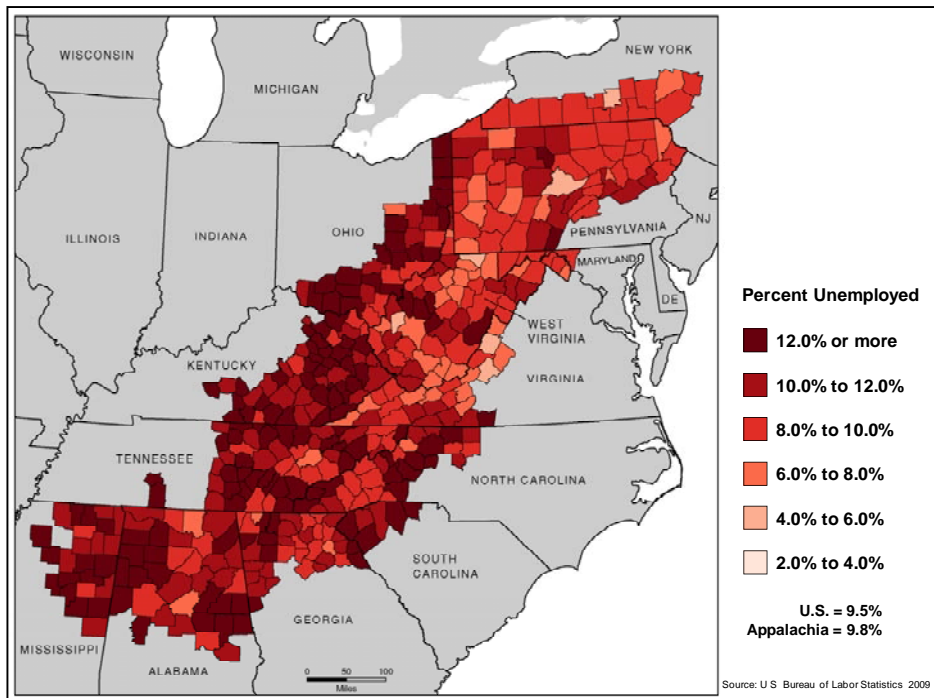 WISCONSIN
MICHIGAN
NEW YORK
ILLINOIS
INDIANA
OHIO
PENNSYLVANIA
NJ
MARYLAND
DE
WEST
VIRGINIA
VIRGINIA
KENTUCKY
TENNESSEE
NORTH CAROLINA
SOUTH
CAROLINA
GEORGIA
MISSISSIPPI
ALABAMA
0 50 100
Miles
Percent Unemployed
12.0% or more
10.0% to 12.0%
8.0% to 10.0%
6.0% to 8.0%
4.0% to 6.0%
2.0% to 4.0%
U.S. = 9.5%
Appalachia = 9.8%
Source: U S Bureau of Labor Statistics 2009